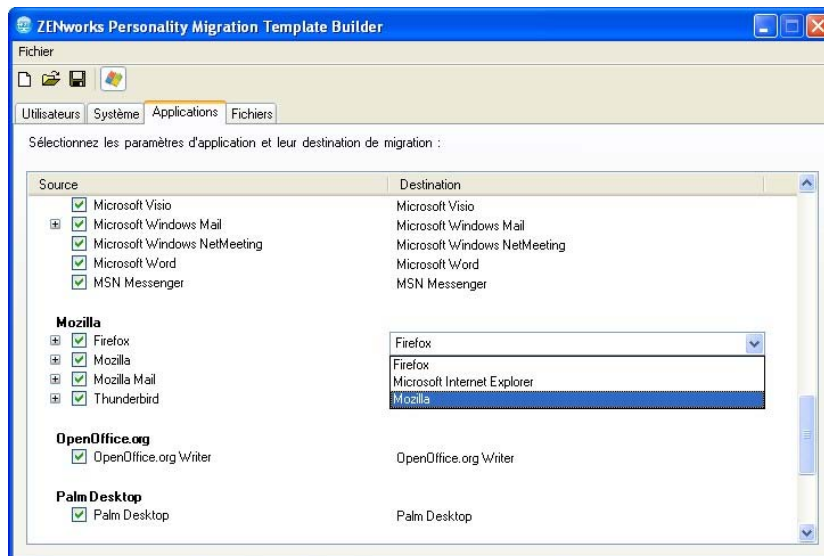 ZENworks Personality Migration Template Builder
Fichier
Utilisateurs Système Applications Fichiers
Sélectionnez les paramètres d'application et leur destination de migration :
Source Destination
Microsoft Visio Microsoft Visio
Microsoft Windows Mail Microsoft Windows Mail
Microsoft Windows NetMeeting Microsoft Windows NetMeeting
Microsoft Word Microsoft Word
MSN Messenger MSN Messenger
Mozilla
Firefox Firefox
Mozilla Firefox
Mozilla Mail Microsoft Internet Explorer
Thunderbird Mozilla
OpenOffice.org
OpenOffice.org Writer OpenOffice.org Writer
Palm Desktop
Palm Desktop Palm Desktop